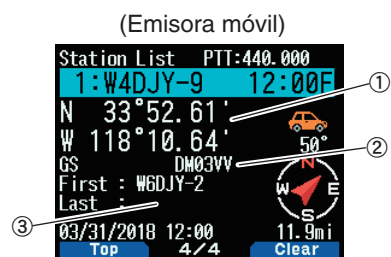 (Emisora móvil)
Station List PTT:440.000
1:W4DJY-9 12:00F
N 33°52.61' ①
W 118°10.64' 50°
GS DM03VV ②
First : W6DJY-2
Last :
③
N
W E
S
03/31/2018 12:00 11.9mi
Top 4/4 Clear